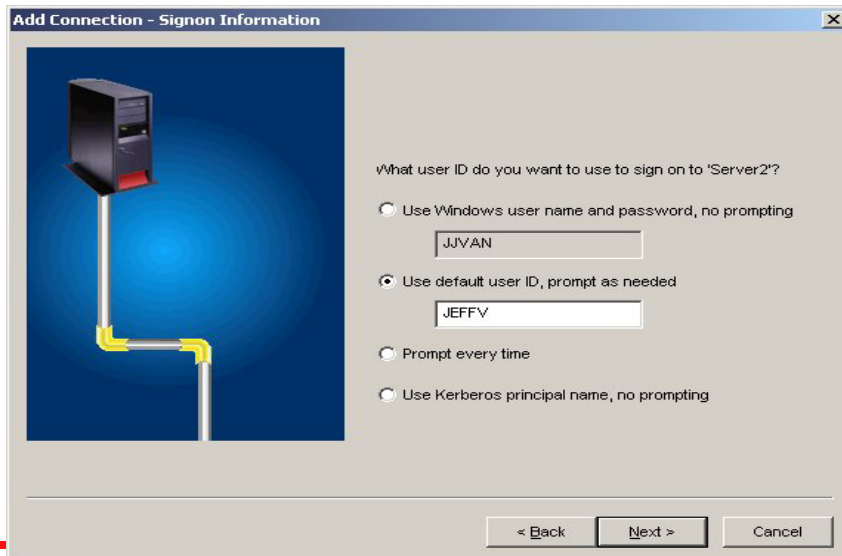 Add Connection - Signon Information
What user ID do you want to use to sign on to 'Server2'?
Use Windows user name and password, no prompting
JJVAN
Use default user ID, prompt as needed
JEFFV
Prompt every time
Use Kerberos principal name, no prompting
< Back
Next >
Cancel